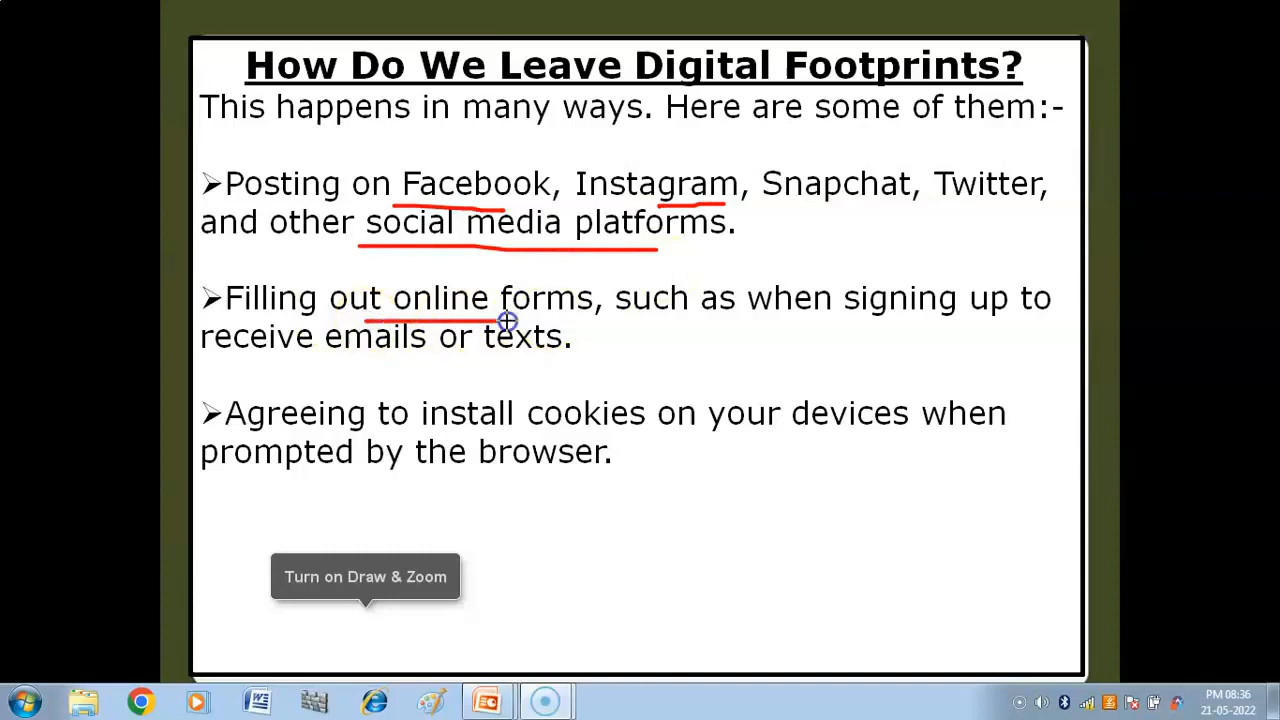 How Do We Leave Digital Footprints?
This happens in many ways. Here are some of them:-
➢Posting on Facebook, Instagram, Snapchat, Twitter,
and other social media platforms.
➢Filling out online forms, such as when signing up to
receive emails or texts.
➢Agreeing to install cookies on your devices when
prompted by the browser.
Turn on Draw & Zoom
PM 08:36
21-05-2022